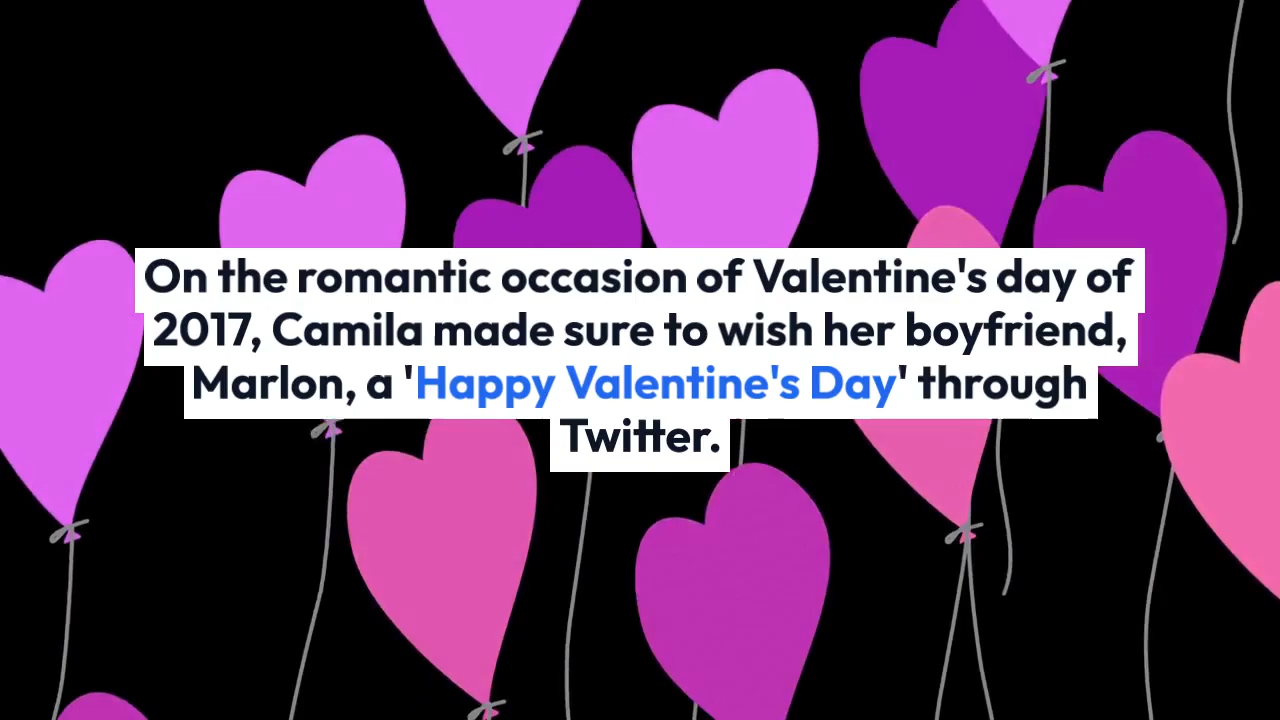 On the romantic occasion of Valentine's day of
2017, Camila made sure to wish her boyfriend,
Marlon, a 'Happy Valentine's Day' through
Twitter.